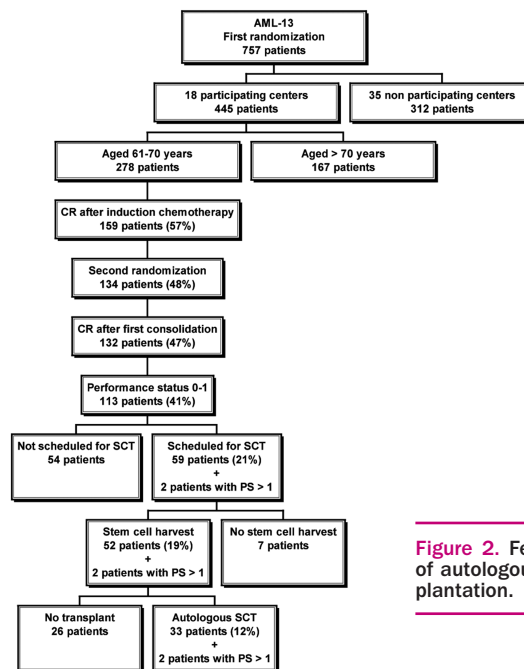 AML-13
First randomization
757 patients
18 participating centers
445 patients
35 non participating centers
312 patients
Aged 61-70 years
278 patients
Aged > 70 years
167 patients
CR after induction chemotherapy
159 patients (57%)
Second randomization
134 patients (48%)
CR after first consolidation
132 patients (47%)
Performance status 0-1
113 patients (41%)
Not scheduled for SCT
54 patients
Scheduled for SCT
59 patients (21%)
+
2 patients with PS > 1
Stem cell harvest
52 patients (19%)
+
2 patients with PS > 1
No stem cell harvest
7 patients
No transplant
26 patients
Autologous SCT
33 patients (12%)
+
2 patients with PS > 1
Figure 2. Fe
of autologou
plantation.